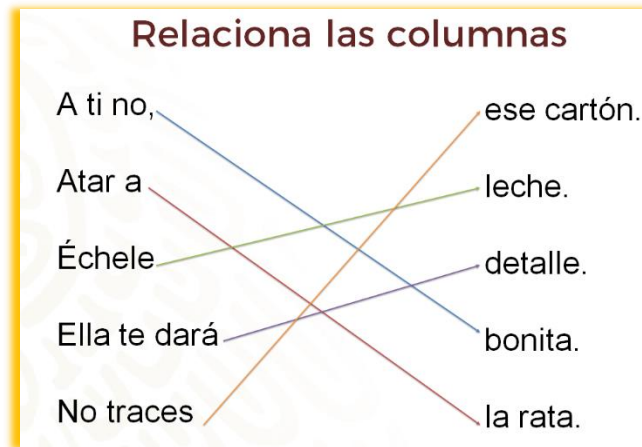 Relaciona las columnas
A ti no, ese cartón.
Atar a leche.
Échele detalle.
Ella te dará bonita.
No traces la rata.